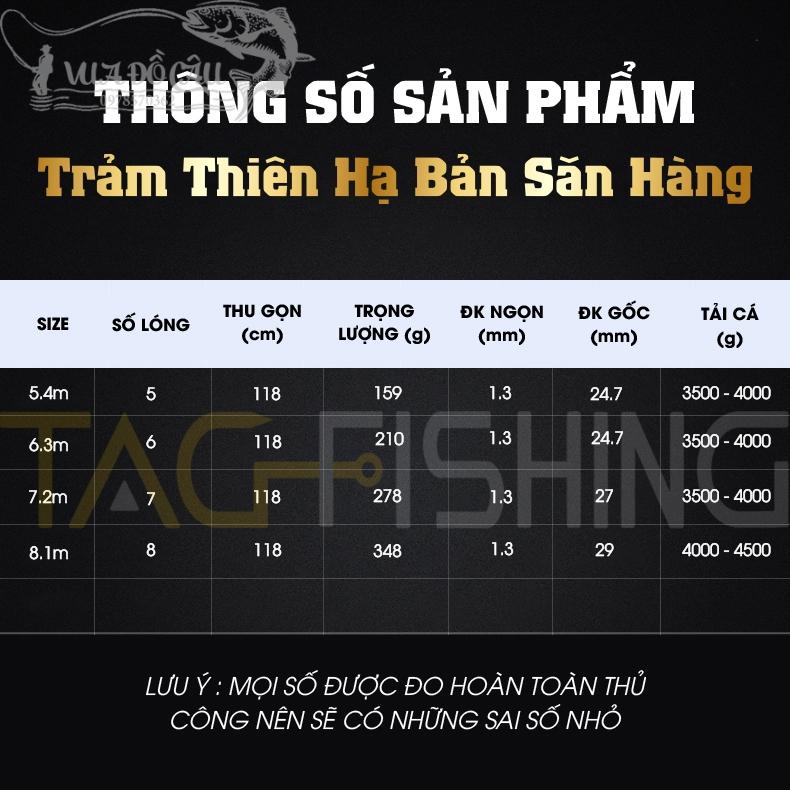 VUA ĐỒ CÂU
THÔNG SỐ SẢN PHẨM
Trảm Thiên Hạ Bản Săn Hàng
SIZE SỐ LÓNG THU GỌN (cm) TRỌNG LƯỢNG (g) ĐK NGỌN (mm) ĐK GỐC (mm) TẢI CÁ (g)
5.4m 5 118 159 1.3 24.7 3500 - 4000
6.3m 6 118 210 1.3 24.7 3500 - 4000
TAG FISHING
7.2m 7 118 278 1.3 27 3500 - 4000
8.1m 8 118 348 1.3 29 4000 - 4500
LƯU Ý : MỌI SỐ ĐƯỢC ĐO HOÀN TOÀN THỦ
CÔNG NÊN SẼ CÓ NHỮNG SAI SỐ NHỎ